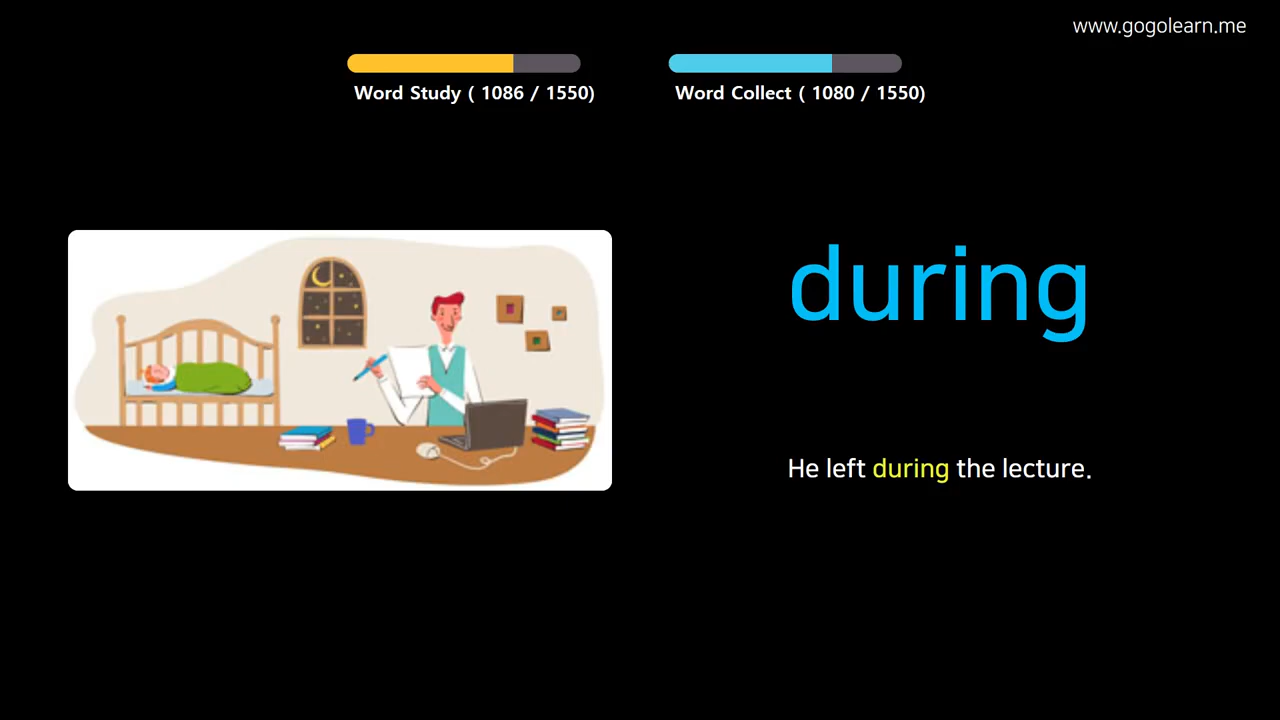 www.gogolearn.me
Word Study ( 1086 / 1550)
Word Collect ( 1080 / 1550)
during
He left during the lecture.